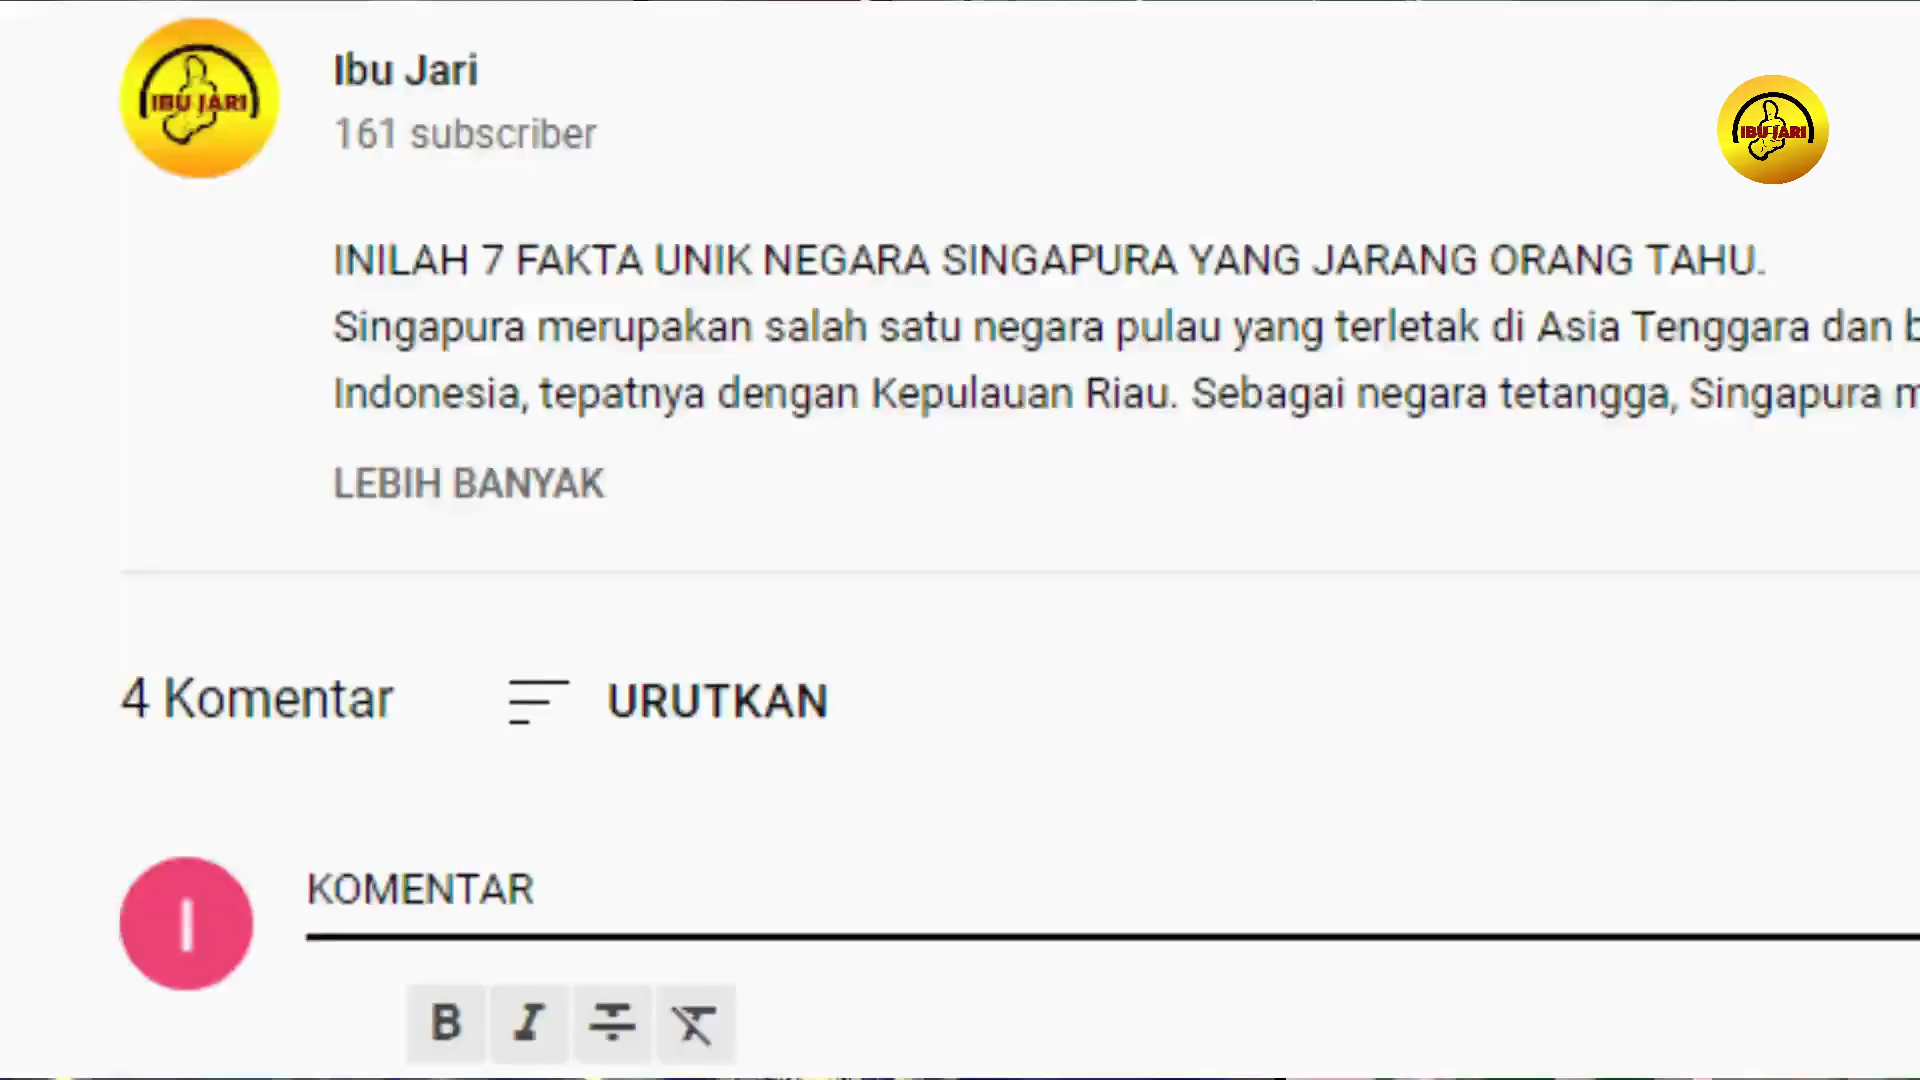 IBU JARI
Ibu Jari
161 subscriber
IBU JARI
INILAH 7 FAKTA UNIK NEGARA SINGAPURA YANG JARANG ORANG TAHU.
Singapura merupakan salah satu negara pulau yang terletak di Asia Tenggara dan b
Indonesia, tepatnya dengan Kepulauan Riau. Sebagai negara tetangga, Singapura m
LEBIH BANYAK
4 Komentar
URUTKAN
I
KOMENTAR
B I T T